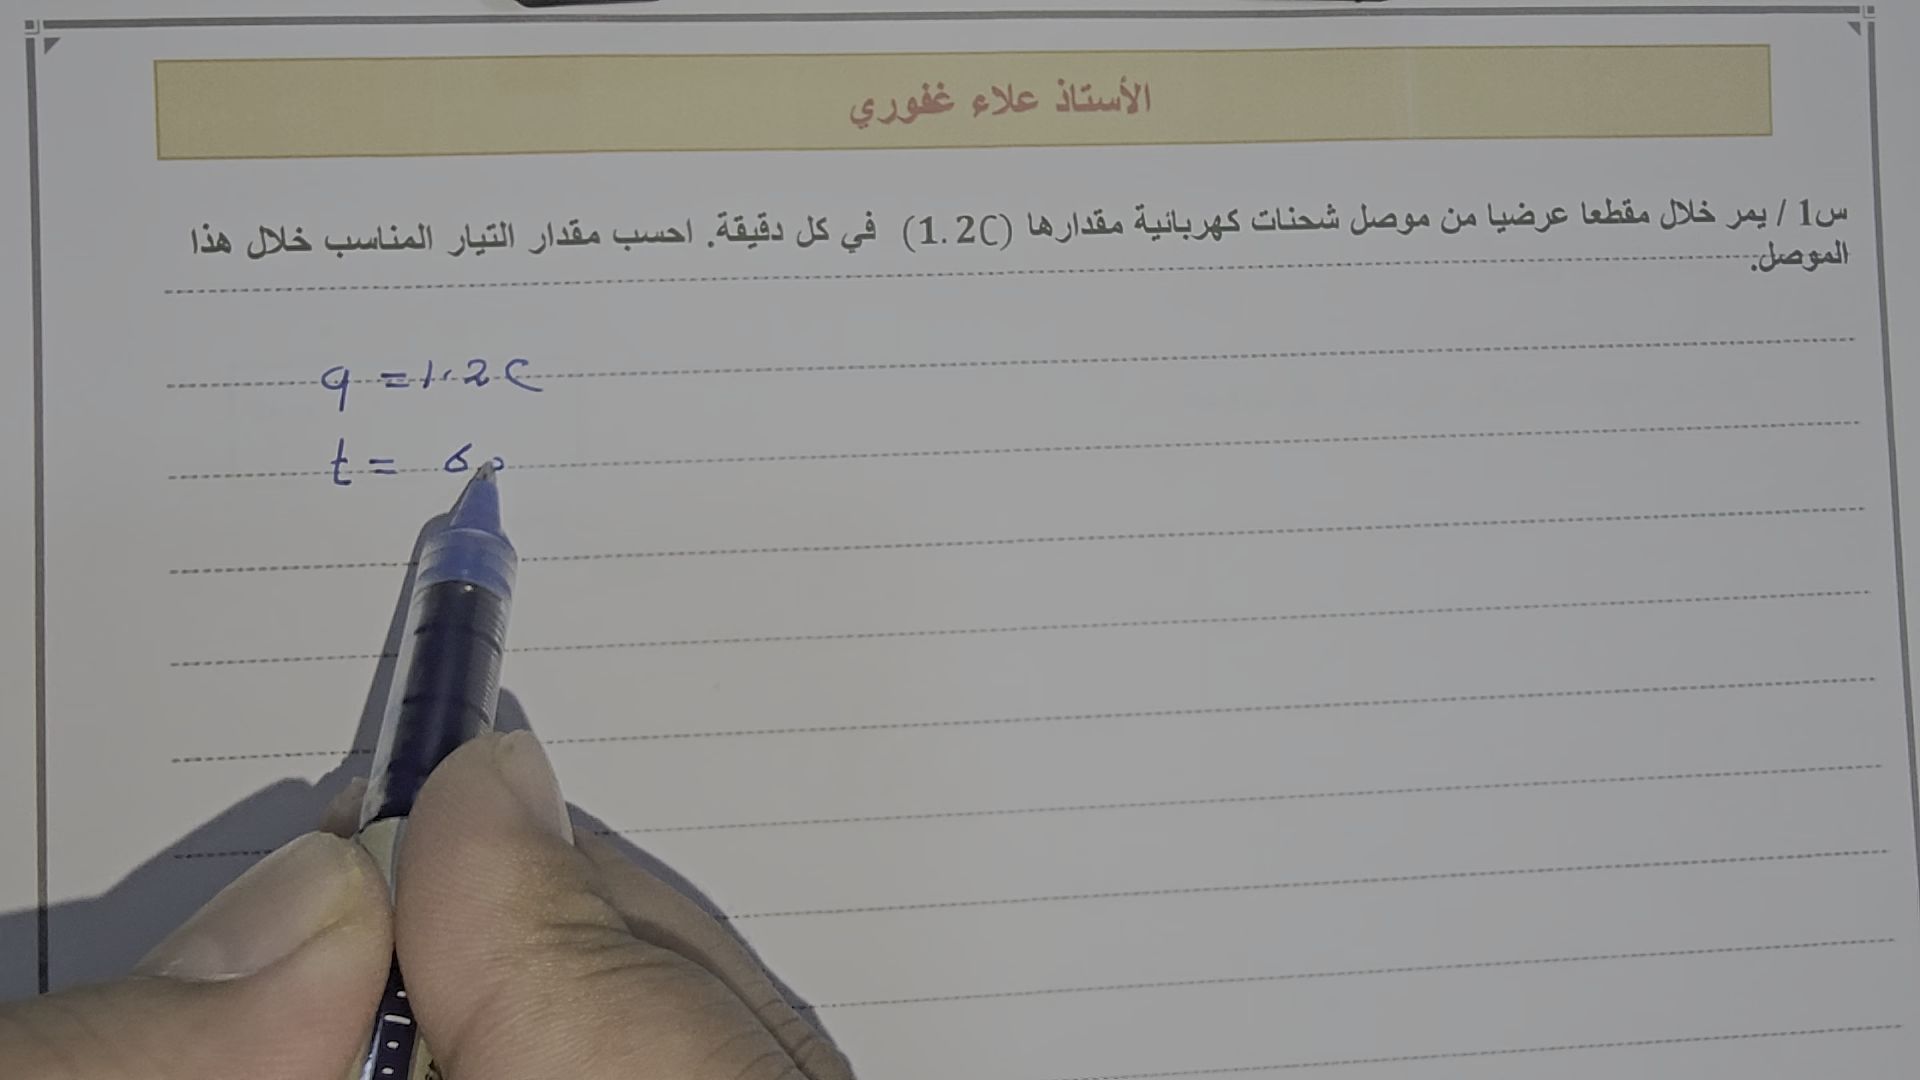 الأستاذ علاء غفوري
س1 / يمر خلال مقطعا عرضيا من موصل شحنات كهربائية مقدارها (1.2C) في كل دقيقة. احسب مقدار التيار المناسب خلال هذا
الموصل.
q = 1.2 C
t = 60